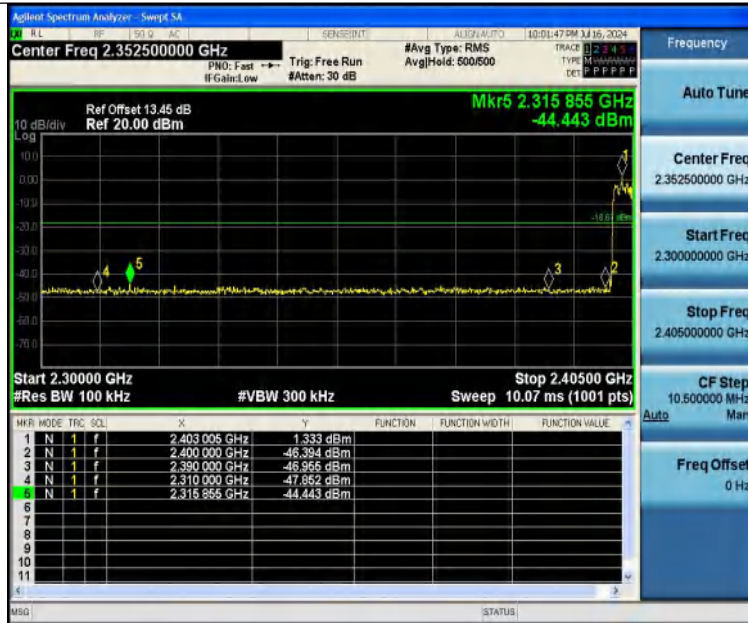 Agilent Spectrum Analyzer - Swept SA
RL RF 50 Ω AC SENSE:INT ALIGN AUTO 10:01:47 PM Jul 16, 2024
Center Freq 2.352500000 GHz
PNO: Fast
IFGain:Low
Trig: Free Run
#Atten: 30 dB
#Avg Type: RMS
Avg|Hold: 500/500
TRACE 1 2 3 4 5 6
TYPE M
DET P P P P P P
Ref Offset 13.45 dB
10 dB/div Ref 20.00 dBm
Log
Mkr5 2.315 855 GHz
-44.443 dBm
10.0
0.00
-10.0
-20.0
-30.0
-40.0
-50.0
-60.0
-70.0
1
4
5
3
2
Start 2.30000 GHz
Stop 2.40500 GHz
#Res BW 100 kHz
#VBW 300 kHz
Sweep 10.07 ms (1001 pts)
MKR MODE TRC SCL X Y FUNCTION FUNCTION WIDTH FUNCTION VALUE
1 N 1 f 2.403 005 GHz 1.333 dBm
2 N 1 f 2.400 000 GHz -46.394 dBm
3 N 1 f 2.390 000 GHz -46.955 dBm
4 N 1 f 2.310 000 GHz -47.852 dBm
5 N 1 f 2.315 855 GHz -44.443 dBm
6
7
8
9
10
11
MSG
STATUS
Frequency
Auto Tune
Center Freq
2.352500000 GHz
Start Freq
2.300000000 GHz
Stop Freq
2.405000000 GHz
CF Step
10.500000 MHz
Auto Man
Freq Offset
0 Hz